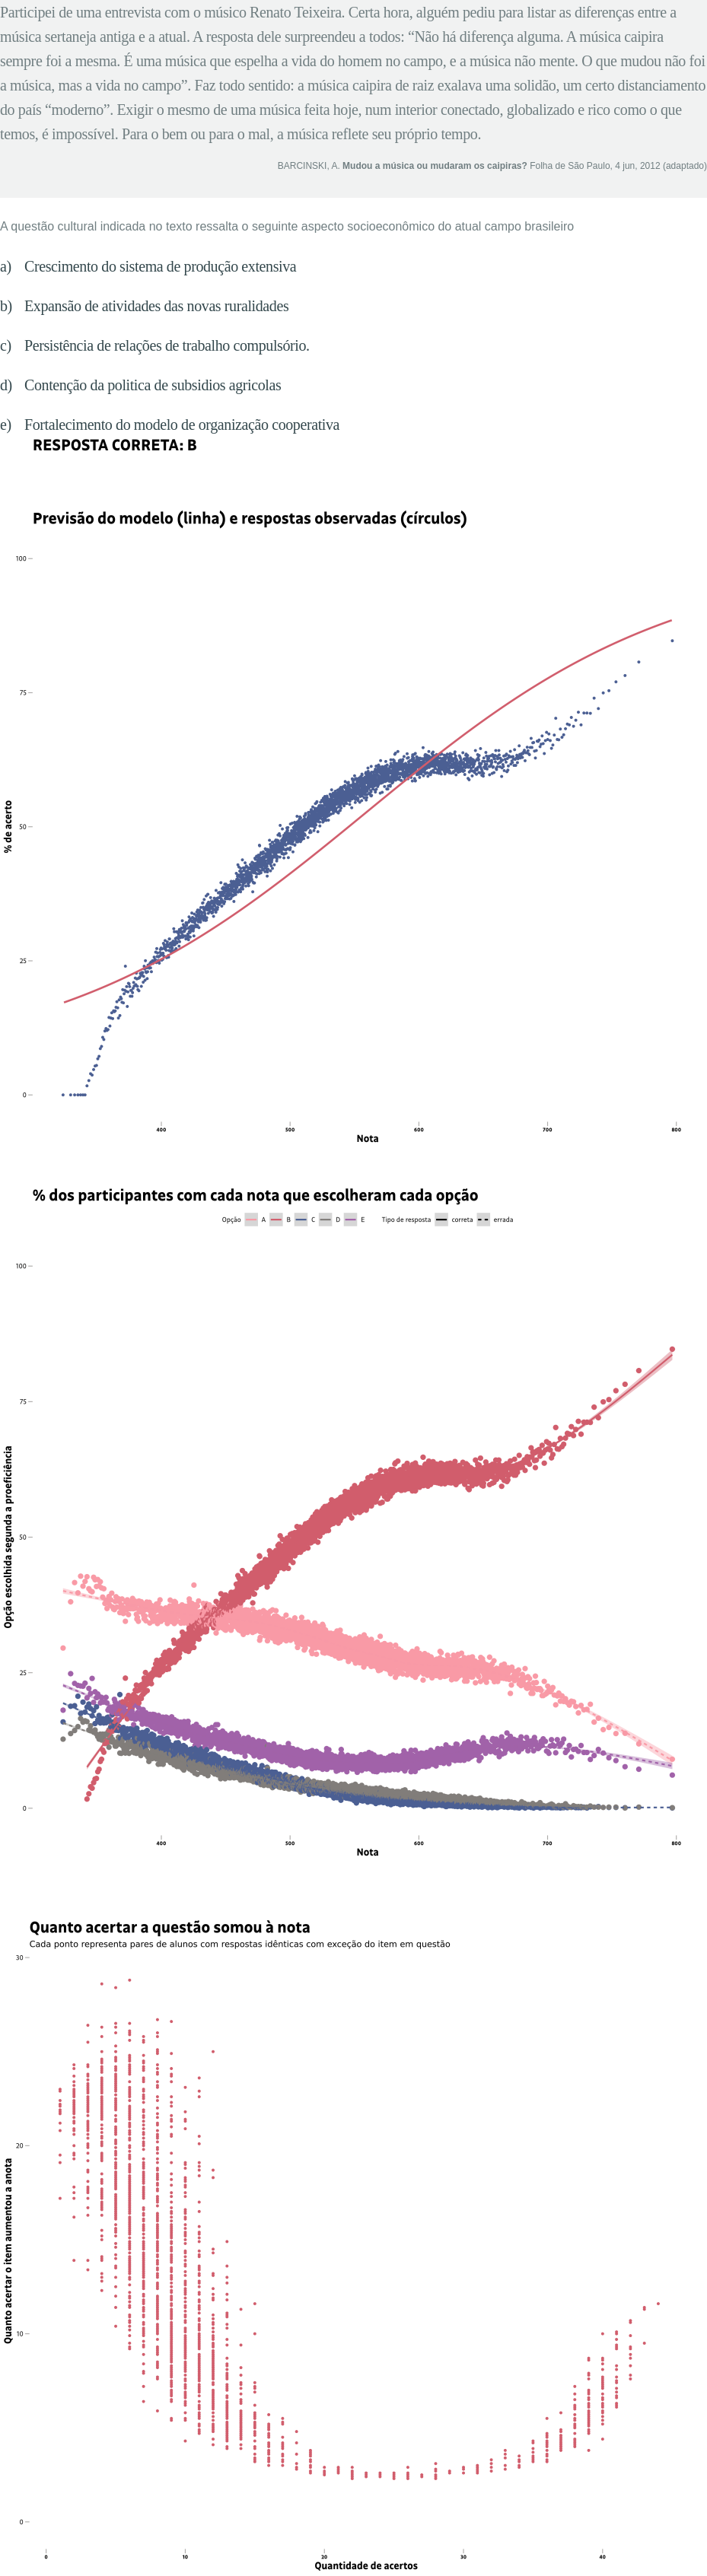 Participei de uma entrevista com o músico Renato Teixeira. Certa hora, alguém pediu para listar as diferenças entre a
música sertaneja antiga e a atual. A resposta dele surpreendeu a todos: “Não há diferença alguma. A música caipira
sempre foi a mesma. É uma música que espelha a vida do homem no campo, e a música não mente. O que mudou não foi
a música, mas a vida no campo”. Faz todo sentido: a música caipira de raiz exalava uma solidão, um certo distanciamento
do país “moderno”. Exigir o mesmo de uma música feita hoje, num interior conectado, globalizado e rico como o que
temos, é impossível. Para o bem ou para o mal, a música reflete seu próprio tempo.
BARCINSKI, A. Mudou a música ou mudaram os caipiras? Folha de São Paulo, 4 jun, 2012 (adaptado)
A questão cultural indicada no texto ressalta o seguinte aspecto socioeconômico do atual campo brasileiro
a) Crescimento do sistema de produção extensiva
b) Expansão de atividades das novas ruralidades
c) Persistência de relações de trabalho compulsório.
d) Contenção da politica de subsidios agricolas
e) Fortalecimento do modelo de organização cooperativa
RESPOSTA CORRETA: B
Previsão do modelo (linha) e respostas observadas (círculos)
100
75
50
25
0
% de acerto
400 500 600 700 800
Nota
% dos participantes com cada nota que escolheram cada opção
Opção A B C D E Tipo de resposta correta errada
100
75
50
25
0
Opção escolhida segunda a proeficiência
400 500 600 700 800
Nota
Quanto acertar a questão somou à nota
Cada ponto representa pares de alunos com respostas idênticas com exceção do item em questão
30
20
10
0
Quanto acertar o item aumentou a anota
0 10 20 30 40
Quantidade de acertos